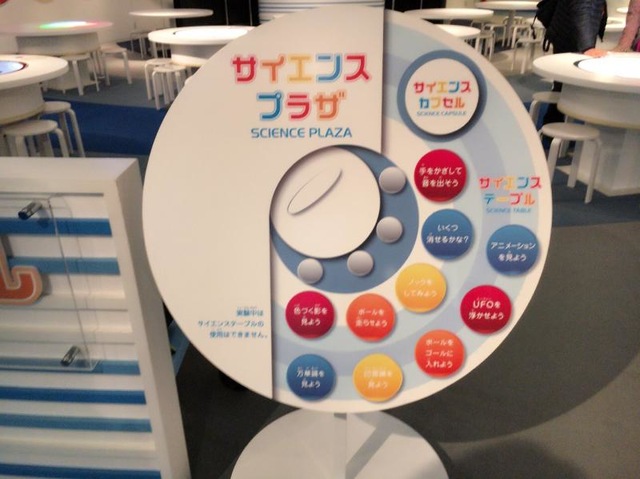 サイエンス
プラザ
SCIENCE PLAZA
サイエンス
カプセル
SCIENCE CAPSULE
手をかざして
音を出そう
サイエンス
テーブル
SCIENCE TABLE
いくつ
消せるかな?
アニメーション
を見よう
ノックを
してみよう
UFOを
浮かせよう
色づく影を
見よう
ボールを
走らせよう
ボールを
ゴールに
入れよう
万華鏡を
見よう
見よう
実験中は
サイエンステーブルの
使用はできません。